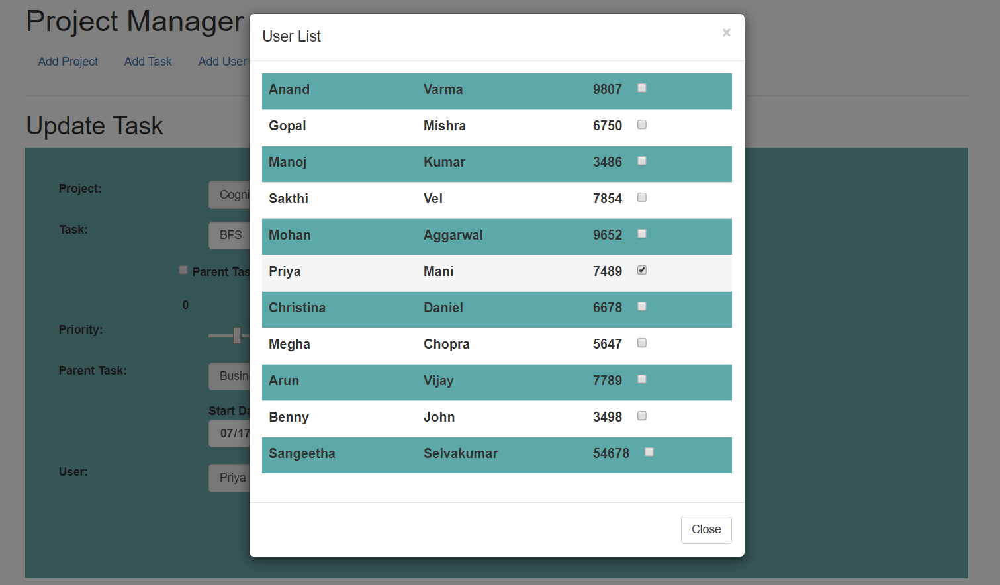 Project Manager
Add Project Add Task Add User
Update Task
Project: Cogni
Task: BFS
Parent Tas
0
Priority:
Parent Task: Busin
Start Da
07/17
User: Priya
User List ×
Anand Varma 9807
Gopal Mishra 6750
Manoj Kumar 3486
Sakthi Vel 7854
Mohan Aggarwal 9652
Priya Mani 7489
Christina Daniel 6678
Megha Chopra 5647
Arun Vijay 7789
Benny John 3498
Sangeetha Selvakumar 54678
Close